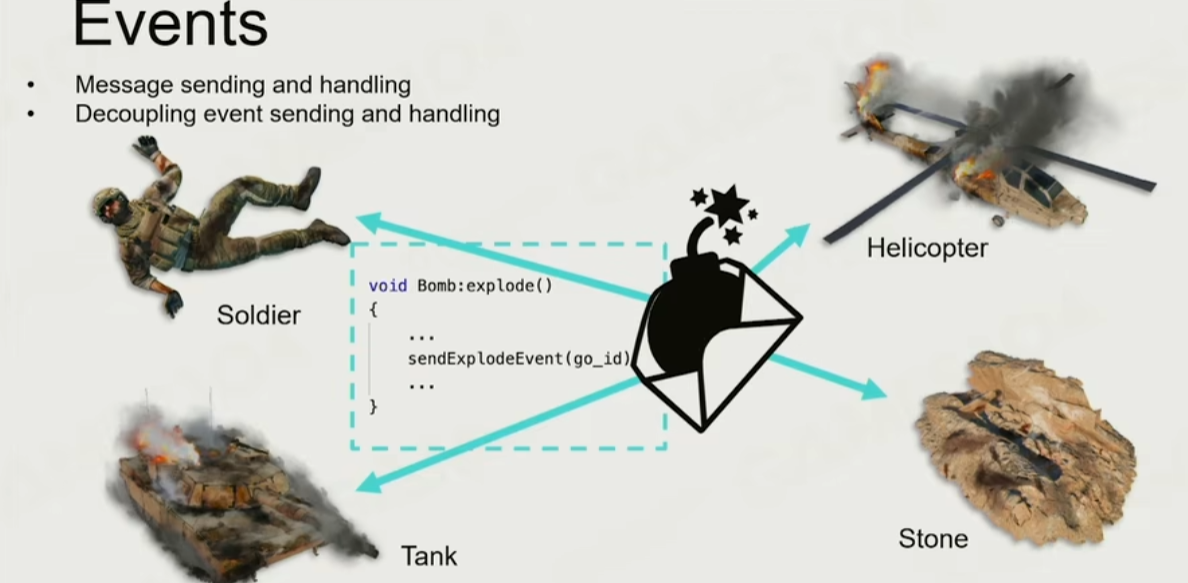 Events
• Message sending and handling
• Decoupling event sending and handling
Helicopter
Soldier
void Bomb:explode()
{
...
sendExplodeEvent(go_id)
...
}
Stone
Tank